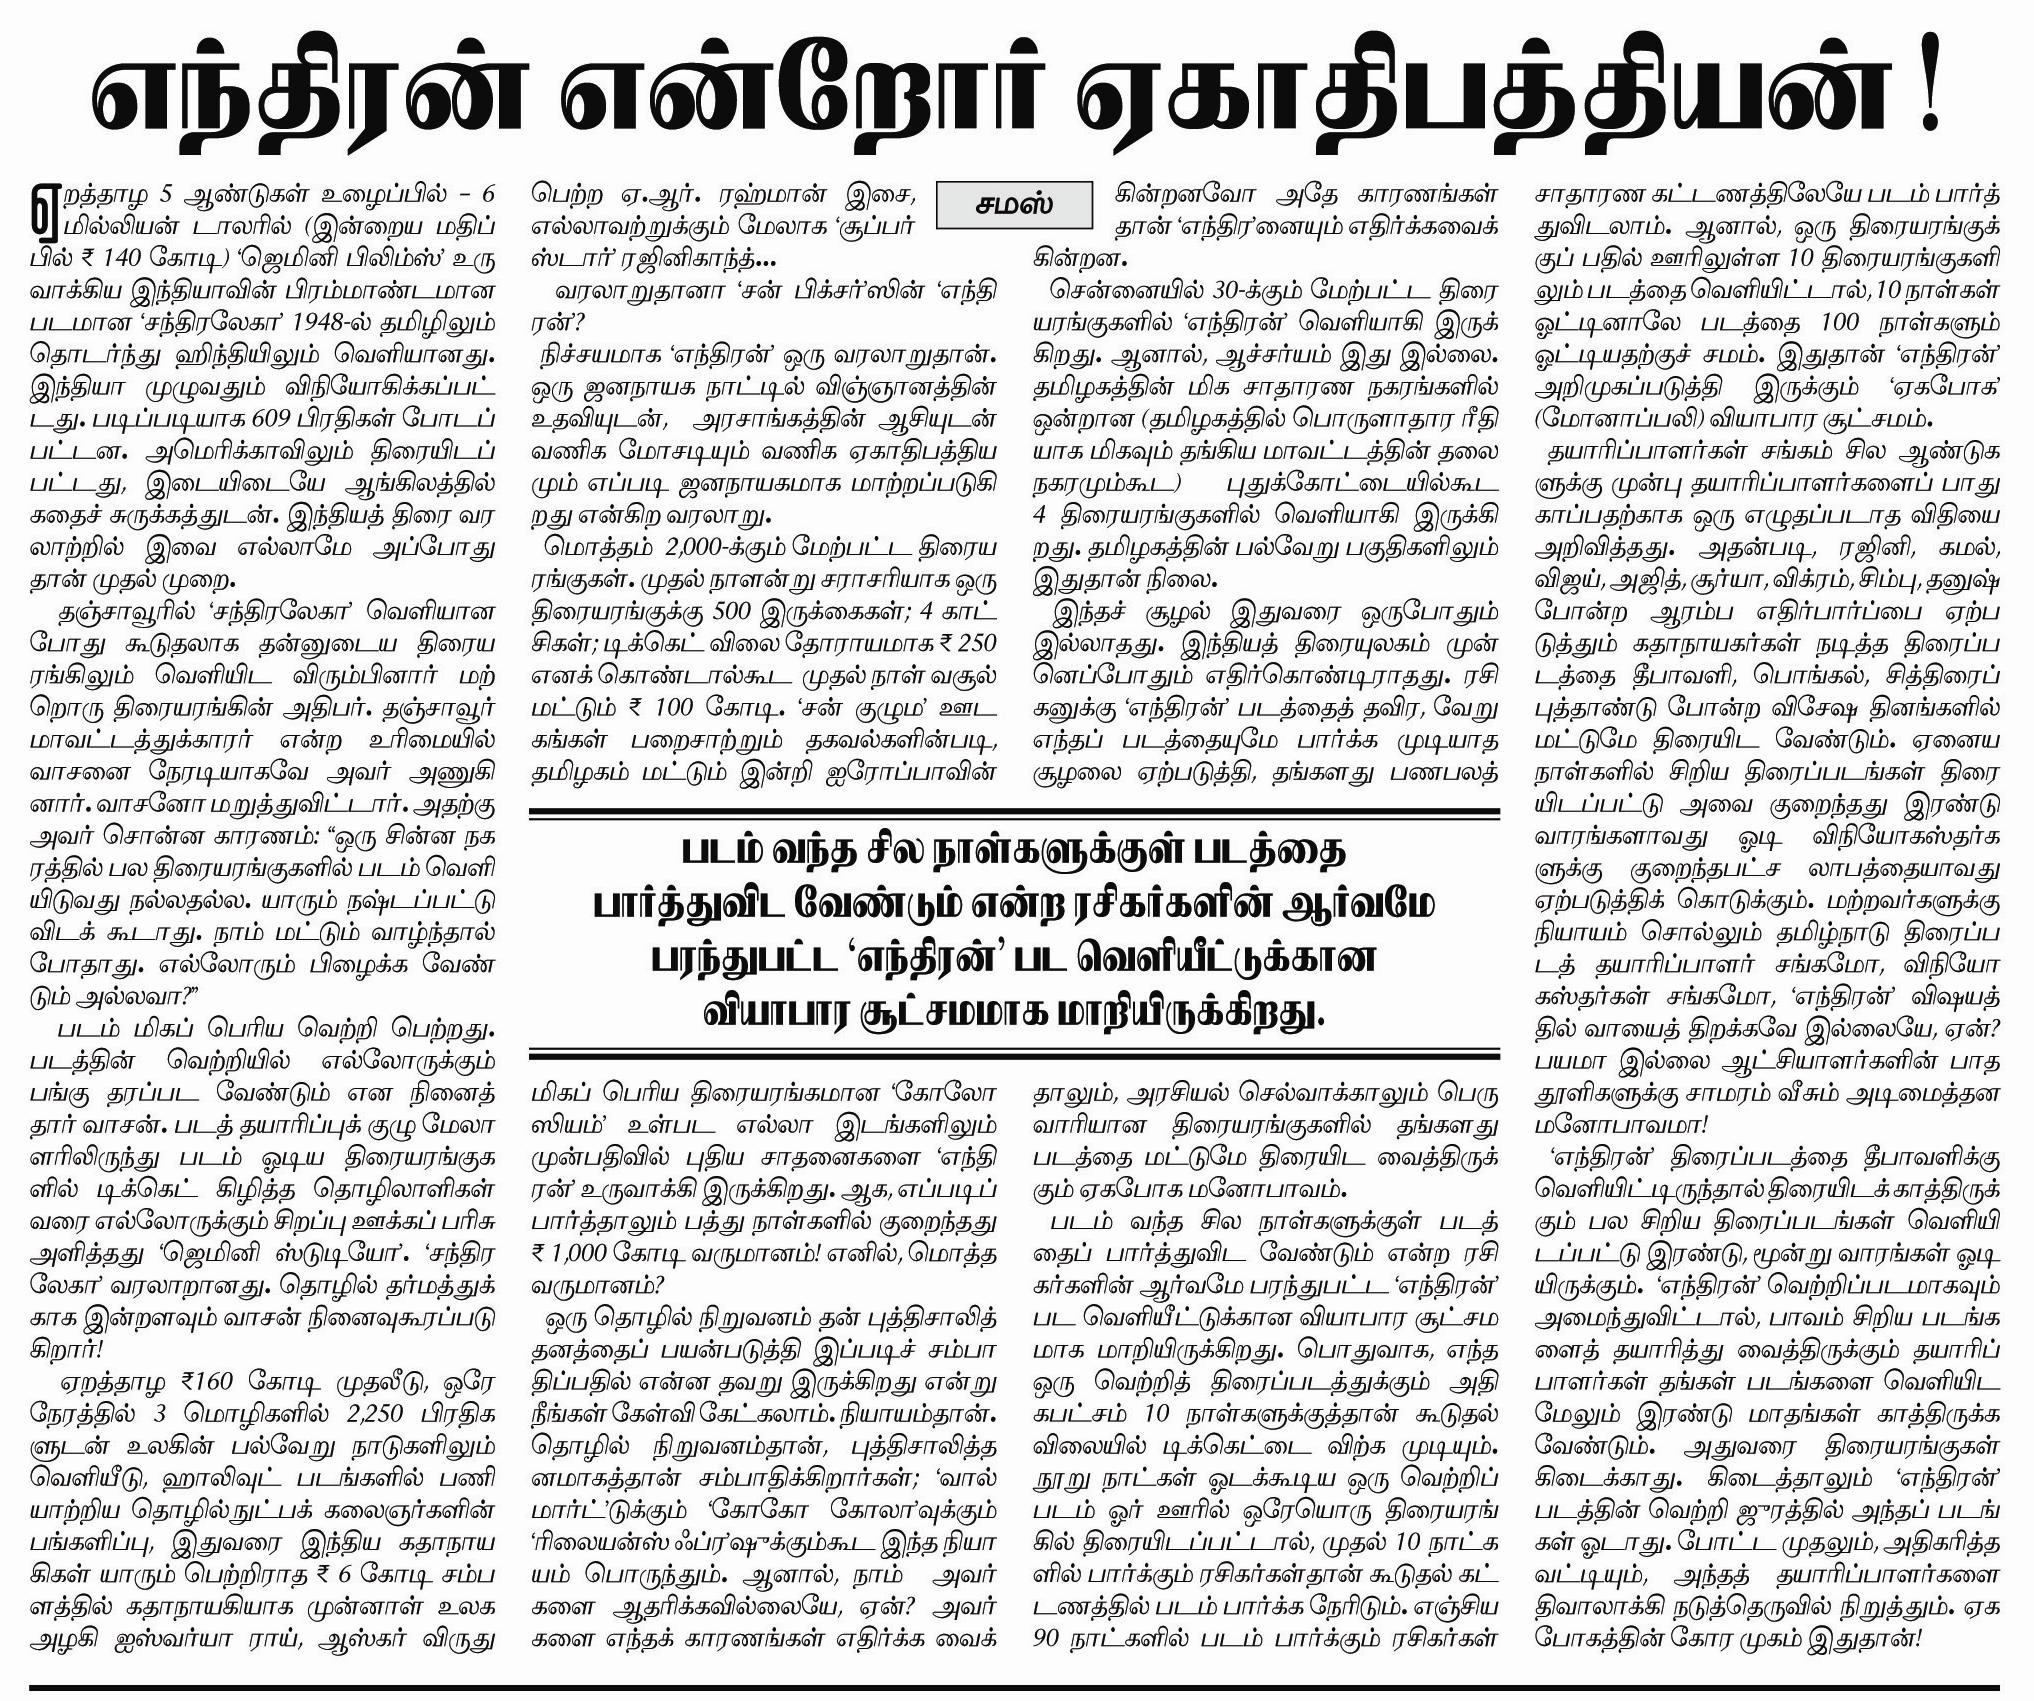 எந்திரன் என்றோர் ஏகாதிபத்தியன் !
சமஸ்
ஏறத்தாழ 5 ஆண்டுகள் உழைப்பில் – 6
மில்லியன் டாலரில் (இன்றைய மதிப்
பில் ₹ 140 கோடி) ‘ஜெமினி பிலிம்ஸ்’ உரு
வாக்கிய இந்தியாவின் பிரம்மாண்டமான
படமான ‘சந்திரலேகா’ 1948-ல் தமிழிலும்
தொடர்ந்து ஹிந்தியிலும் வெளியானது.
இந்தியா முழுவதும் விநியோகிக்கப்பட்
டது. படிப்படியாக 609 பிரதிகள் போடப்
பட்டன. அமெரிக்காவிலும் திரையிடப்
பட்டது, இடையிடையே ஆங்கிலத்தில்
கதைச் சுருக்கத்துடன். இந்தியத் திரை வர
லாற்றில் இவை எல்லாமே அப்போது
தான் முதல் முறை.
தஞ்சாவூரில் ‘சந்திரலேகா’ வெளியான
போது கூடுதலாக தன்னுடைய திரைய
ரங்கிலும் வெளியிட விரும்பினார் மற்
றொரு திரையரங்கின் அதிபர். தஞ்சாவூர்
மாவட்டத்துக்காரர் என்ற உரிமையில்
வாசனை நேரடியாகவே அவர் அணுகி
னார். வாசனோ மறுத்துவிட்டார். அதற்கு
அவர் சொன்ன காரணம்: “ஒரு சின்ன நக
ரத்தில் பல திரையரங்குகளில் படம் வெளி
யிடுவது நல்லதல்ல. யாரும் நஷ்டப்பட்டு
விடக் கூடாது. நாம் மட்டும் வாழ்ந்தால்
போதாது. எல்லோரும் பிழைக்க வேண்
டும் அல்லவா?”
படம் மிகப் பெரிய வெற்றி பெற்றது.
படத்தின் வெற்றியில் எல்லோருக்கும்
பங்கு தரப்பட வேண்டும் என நினைத்
தார் வாசன். படத் தயாரிப்புக் குழு மேலா
ளரிலிருந்து படம் ஓடிய திரையரங்குக
ளில் டிக்கெட் கிழித்த தொழிலாளிகள்
வரை எல்லோருக்கும் சிறப்பு ஊக்கப் பரிசு
அளித்தது ‘ஜெமினி ஸ்டுடியோ’. ‘சந்திர
லேகா’ வரலாறானது. தொழில் தர்மத்துக்
காக இன்றளவும் வாசன் நினைவுகூரப்படு
கிறார்!
ஏறத்தாழ ₹160 கோடி முதலீடு, ஒரே
நேரத்தில் 3 மொழிகளில் 2,250 பிரதிக
ளுடன் உலகின் பல்வேறு நாடுகளிலும்
வெளியீடு, ஹாலிவுட் படங்களில் பணி
யாற்றிய தொழில்நுட்பக் கலைஞர்களின்
பங்களிப்பு, இதுவரை இந்திய கதாநாய
கிகள் யாரும் பெற்றிராத ₹ 6 கோடி சம்ப
ளத்தில் கதாநாயகியாக முன்னாள் உலக
அழகி ஐஸ்வர்யா ராய், ஆஸ்கர் விருது
பெற்ற ஏ.ஆர். ரஹ்மான் இசை,
எல்லாவற்றுக்கும் மேலாக ‘சூப்பர்
ஸ்டார்’ ரஜினிகாந்த்...
வரலாறுதானா ‘சன் பிக்சர்’ஸின் ‘எந்தி
ரன்’?
நிச்சயமாக ‘எந்திரன்’ ஒரு வரலாறுதான்.
ஒரு ஜனநாயக நாட்டில் விஞ்ஞானத்தின்
உதவியுடன், அரசாங்கத்தின் ஆசியுடன்
வணிக மோசடியும் வணிக ஏகாதிபத்திய
மும் எப்படி ஜனநாயகமாக மாற்றப்படுகி
றது என்கிற வரலாறு.
மொத்தம் 2,000-க்கும் மேற்பட்ட திரைய
ரங்குகள். முதல் நாளன்று சராசரியாக ஒரு
திரையரங்குக்கு 500 இருக்கைகள்; 4 காட்
சிகள்; டிக்கெட் விலை தோராயமாக ₹ 250
எனக் கொண்டால்கூட முதல் நாள் வசூல்
மட்டும் ₹ 100 கோடி. ‘சன் குழும’ ஊட
கங்கள் பறைசாற்றும் தகவல்களின்படி,
தமிழகம் மட்டும் இன்றி ஐரோப்பாவின்
படம் வந்த சில நாள்களுக்குள் படத்தை
பார்த்துவிட வேண்டும் என்ற ரசிகர்களின் ஆர்வமே
பரந்துபட்ட ‘எந்திரன்’ பட வெளியீட்டுக்கான
வியாபார சூட்சமமாக மாறியிருக்கிறது.
மிகப் பெரிய திரையரங்கமான ‘கோலோ
ஸியம்’ உள்பட எல்லா இடங்களிலும்
முன்பதிவில் புதிய சாதனைகளை ‘எந்தி
ரன்’ உருவாக்கி இருக்கிறது. ஆக, எப்படிப்
பார்த்தாலும் பத்து நாள்களில் குறைந்தது
₹ 1,000 கோடி வருமானம்! எனில், மொத்த
வருமானம்?
ஒரு தொழில் நிறுவனம் தன் புத்திசாலித்
தனத்தைப் பயன்படுத்தி இப்படிச் சம்பா
திப்பதில் என்ன தவறு இருக்கிறது என்று
நீங்கள் கேள்வி கேட்கலாம். நியாயம்தான்.
தொழில் நிறுவனம்தான், புத்திசாலித்த
னமாகத்தான் சம்பாதிக்கிறார்கள்; ‘வால்
மார்ட்’டுக்கும் ‘கோகோ கோலா’வுக்கும்
‘ரிலையன்ஸ் ஃப்ர’ஷுக்கும்கூட இந்த நியா
யம் பொருந்தும். ஆனால், நாம் அவர்
களை ஆதரிக்கவில்லையே, ஏன்? அவர்
களை எந்தக் காரணங்கள் எதிர்க்க வைக்
கின்றனவோ அதே காரணங்கள்
தான் ‘எந்திர’னையும் எதிர்க்கவைக்
கின்றன.
சென்னையில் 30-க்கும் மேற்பட்ட திரை
யரங்குகளில் ‘எந்திரன்’ வெளியாகி இருக்
கிறது. ஆனால், ஆச்சர்யம் இது இல்லை.
தமிழகத்தின் மிக சாதாரண நகரங்களில்
ஒன்றான (தமிழகத்தில் பொருளாதார ரீதி
யாக மிகவும் தங்கிய மாவட்டத்தின் தலை
நகரமும்கூட) புதுக்கோட்டையில்கூட
4 திரையரங்குகளில் வெளியாகி இருக்கி
றது. தமிழகத்தின் பல்வேறு பகுதிகளிலும்
இதுதான் நிலை.
இந்தச் சூழல் இதுவரை ஒருபோதும்
இல்லாதது. இந்தியத் திரையுலகம் முன்
னெப்போதும் எதிர்கொண்டிராதது. ரசி
கனுக்கு ‘எந்திரன்’ படத்தைத் தவிர, வேறு
எந்தப் படத்தையுமே பார்க்க முடியாத
சூழலை ஏற்படுத்தி, தங்களது பணபலத்
தாலும், அரசியல் செல்வாக்காலும் பெரு
வாரியான திரையரங்குகளில் தங்களது
படத்தை மட்டுமே திரையிட வைத்திருக்
கும் ஏகபோக மனோபாவம்.
படம் வந்த சில நாள்களுக்குள் படத்
தைப் பார்த்துவிட வேண்டும் என்ற ரசி
கர்களின் ஆர்வமே பரந்துபட்ட ‘எந்திரன்’
பட வெளியீட்டுக்கான வியாபார சூட்சம
மாக மாறியிருக்கிறது. பொதுவாக, எந்த
ஒரு வெற்றித் திரைப்படத்துக்கும் அதி
கபட்சம் 10 நாள்களுக்குத்தான் கூடுதல்
விலையில் டிக்கெட்டை விற்க முடியும்.
நூறு நாட்கள் ஓடக்கூடிய ஒரு வெற்றிப்
படம் ஓர் ஊரில் ஒரேயொரு திரையரங்
கில் திரையிடப்பட்டால், முதல் 10 நாட்க
ளில் பார்க்கும் ரசிகர்கள்தான் கூடுதல் கட்
டணத்தில் படம் பார்க்க நேரிடும். எஞ்சிய
90 நாட்களில் படம் பார்க்கும் ரசிகர்கள்
சாதாரண கட்டணத்திலேயே படம் பார்த்
துவிடலாம். ஆனால், ஒரு திரையரங்குக்
குப் பதில் ஊரிலுள்ள 10 திரையரங்குகளி
லும் படத்தை வெளியிட்டால், 10 நாள்கள்
ஓட்டினாலே படத்தை 100 நாள்களும்
ஓட்டியதற்குச் சமம். இதுதான் ‘எந்திரன்’
அறிமுகப்படுத்தி இருக்கும் ‘ஏகபோக’
(மோனாப்பலி) வியாபார சூட்சமம்.
தயாரிப்பாளர்கள் சங்கம் சில ஆண்டுக
ளுக்கு முன்பு தயாரிப்பாளர்களைப் பாது
காப்பதற்காக ஒரு எழுதப்படாத விதியை
அறிவித்தது. அதன்படி, ரஜினி, கமல்,
விஜய், அஜித், சூர்யா, விக்ரம், சிம்பு, தனுஷ்
போன்ற ஆரம்ப எதிர்பார்ப்பை ஏற்ப
டுத்தும் கதாநாயகர்கள் நடித்த திரைப்ப
டத்தை தீபாவளி, பொங்கல், சித்திரைப்
புத்தாண்டு போன்ற விசேஷ தினங்களில்
மட்டுமே திரையிட வேண்டும். ஏனைய
நாள்களில் சிறிய திரைப்படங்கள் திரை
யிடப்பட்டு அவை குறைந்தது இரண்டு
வாரங்களாவது ஓடி விநியோகஸ்தர்க
ளுக்கு குறைந்தபட்ச லாபத்தையாவது
ஏற்படுத்திக் கொடுக்கும். மற்றவர்களுக்கு
நியாயம் சொல்லும் தமிழ்நாடு திரைப்ப
டத் தயாரிப்பாளர் சங்கமோ, விநியோ
கஸ்தர்கள் சங்கமோ, ‘எந்திரன்’ விஷயத்
தில் வாயைத் திறக்கவே இல்லையே, ஏன்?
பயமா இல்லை ஆட்சியாளர்களின் பாத
தூளிகளுக்கு சாமரம் வீசும் அடிமைத்தன
மனோபாவமா!
‘எந்திரன்’ திரைப்படத்தை தீபாவளிக்கு
வெளியிட்டிருந்தால் திரையிடக் காத்திருக்
கும் பல சிறிய திரைப்படங்கள் வெளியி
டப்பட்டு இரண்டு, மூன்று வாரங்கள் ஓடி
யிருக்கும். ‘எந்திரன்’ வெற்றிப்படமாகவும்
அமைந்துவிட்டால், பாவம் சிறிய படங்க
ளைத் தயாரித்து வைத்திருக்கும் தயாரிப்
பாளர்கள் தங்கள் படங்களை வெளியிட
மேலும் இரண்டு மாதங்கள் காத்திருக்க
வேண்டும். அதுவரை திரையரங்குகள்
கிடைக்காது. கிடைத்தாலும் ‘எந்திரன்’
படத்தின் வெற்றி ஜுரத்தில் அந்தப் படங்
கள் ஓடாது. போட்ட முதலும், அதிகரித்த
வட்டியும், அந்தத் தயாரிப்பாளர்களை
திவாலாக்கி நடுத்தெருவில் நிறுத்தும். ஏக
போகத்தின் கோர முகம் இதுதான்!